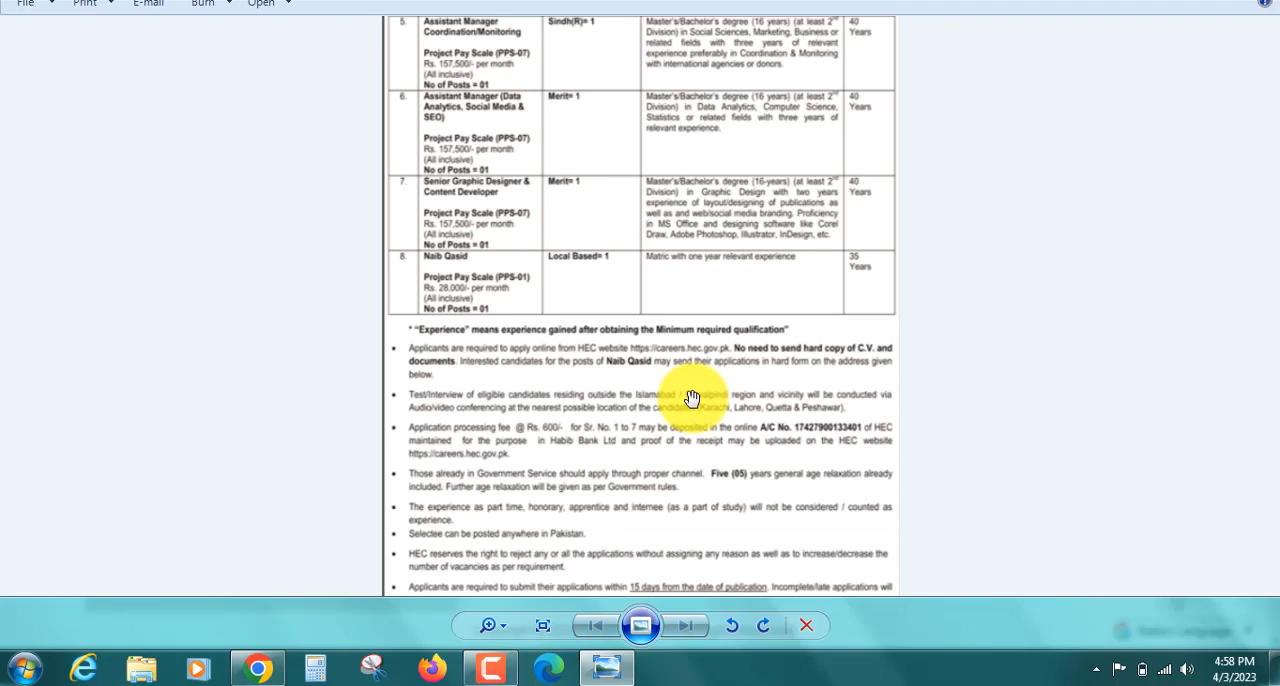 File Print E-mail Burn Open
5. Assistant Manager Sindh(R)= 1 Master's/Bachelor's degree (16 years) (at least 2nd 40
Coordination/Monitoring Division) in Social Sciences, Marketing, Business or Years
related fields with three years of relevant
Project Pay Scale (PPS-07) experience preferably in Coordination & Monitoring
Rs. 157,500/- per month with international agencies or donors.
(All inclusive)
No of Posts = 01
6. Assistant Manager (Data Merit= 1 Master's/Bachelor's degree (16 years) (at least 2nd 40
Analytics, Social Media & Division) in Data Analytics, Computer Science, Years
SEO) Statistics or related fields with three years of
relevant experience.
Project Pay Scale (PPS-07)
Rs. 157,500/- per month
(All inclusive)
No of Posts = 01
7. Senior Graphic Designer & Merit= 1 Master's/Bachelor's degree (16-years) (at least 2nd 40
Content Developer Division) in Graphic Design with two years Years
experience of layout/designing of publications as
Project Pay Scale (PPS-07) well as and web/social media branding. Proficiency
Rs. 157,500/- per month in MS Office and designing software like Corel
(All inclusive) Draw, Adobe Photoshop, Illustrator, InDesign, etc.
No of Posts = 01
8. Naib Qasid Local Based= 1 Matric with one year relevant experience 35
Years
Project Pay Scale (PPS-01)
Rs. 28,000/- per month
(All inclusive)
No of Posts = 01
* "Experience" means experience gained after obtaining the Minimum required qualification"
• Applicants are required to apply online from HEC website https://careers.hec.gov.pk. No need to send hard copy of C.V. and
documents. Interested candidates for the posts of Naib Qasid may send their applications in hard form on the address given
below.
• Test/Interview of eligible candidates residing outside the Islamabad / region and vicinity will be conducted via
Audio/video conferencing at the nearest possible location of the (Karachi, Lahore, Quetta & Peshawar).
• Application processing fee @ Rs. 600/- for Sr. No. 1 to 7 may be deposited in the online A/C No. 17427900133401 of HEC
maintained for the purpose in Habib Bank Ltd and proof of the receipt may be uploaded on the HEC website
https://careers.hec.gov.pk.
• Those already in Government Service should apply through proper channel. Five (05) years general age relaxation already
included. Further age relaxation will be given as per Government rules.
• The experience as part time, honorary, apprentice and internee (as a part of study) will not be considered / counted as
experience.
• Selectee can be posted anywhere in Pakistan.
• HEC reserves the right to reject any or all the applications without assigning any reason as well as to increase/decrease the
number of vacancies as per requirement.
• Applicants are required to submit their applications within 15 days from the date of publication. Incomplete/late applications will
4:58 PM
4/3/2023